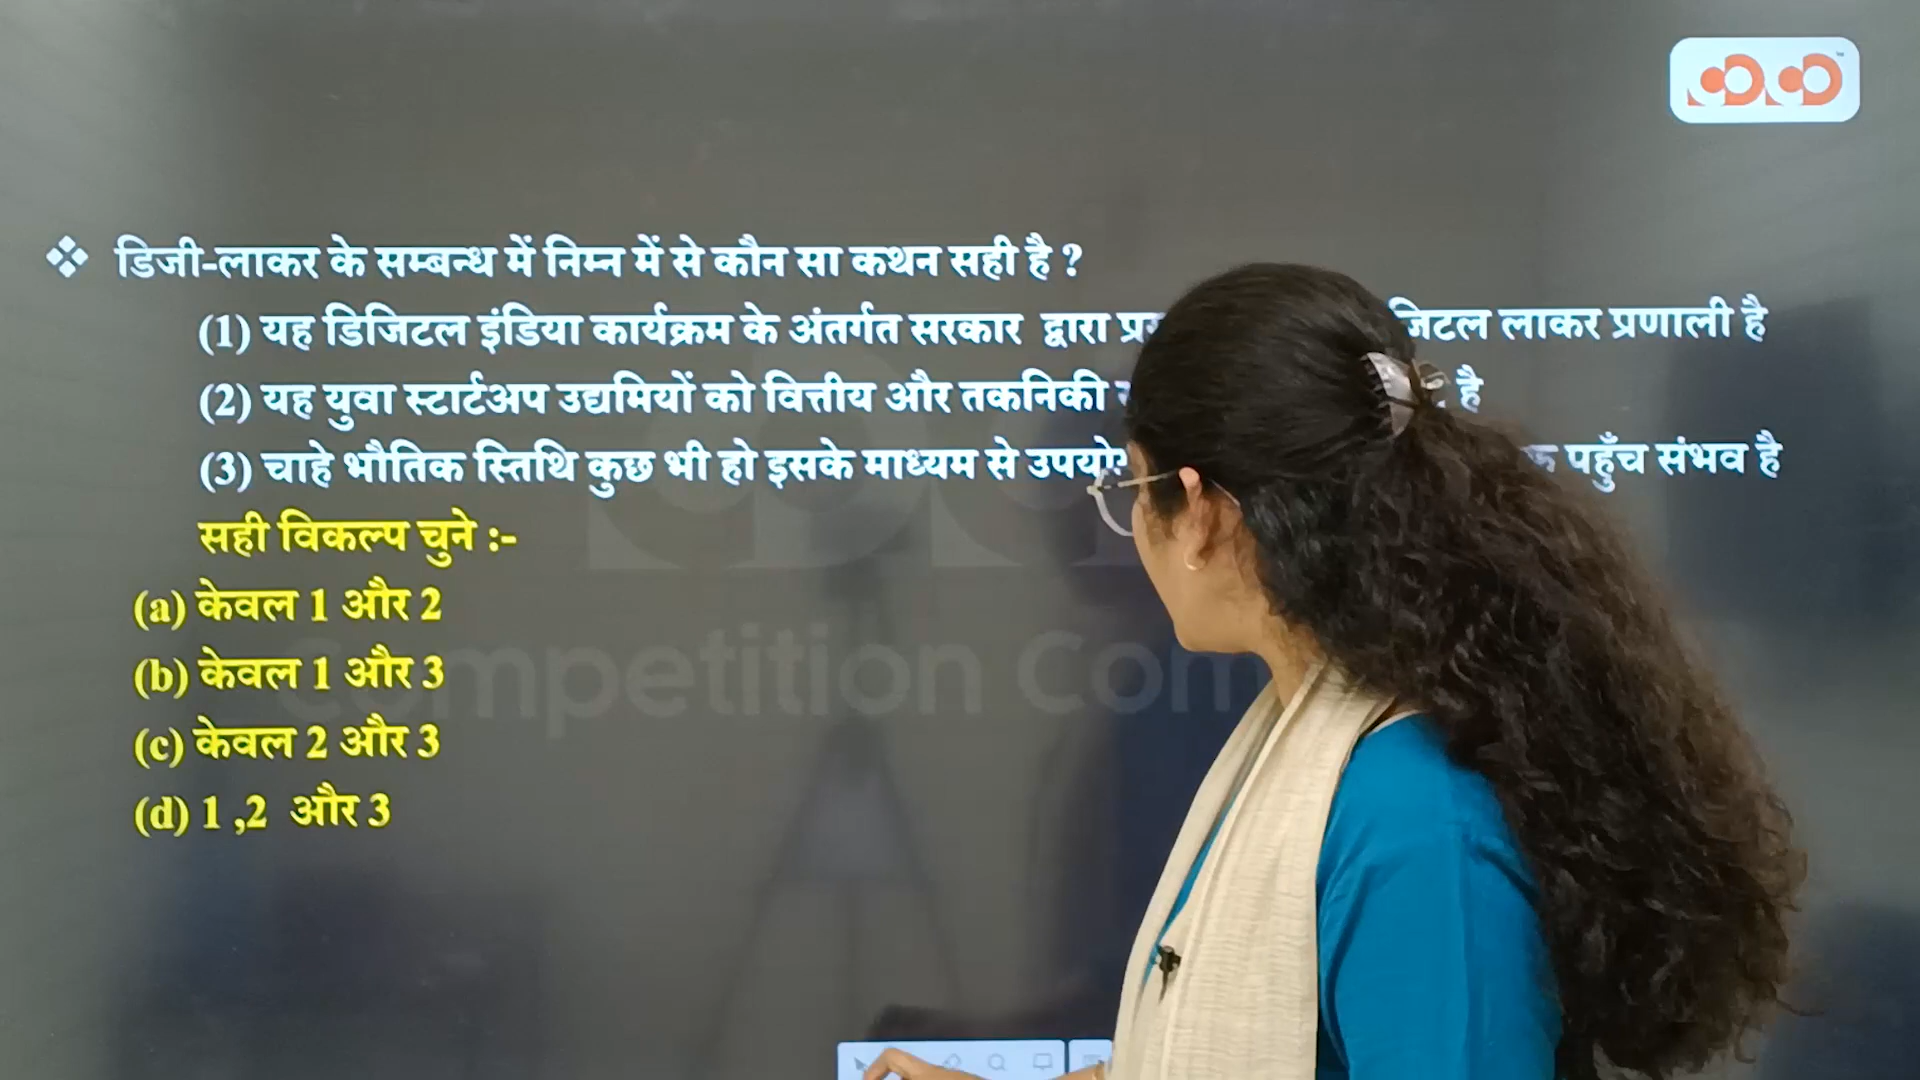 ❖ डिजी-लाकर के सम्बन्ध में निम्न में से कौन सा कथन सही है ?
(1) यह डिजिटल इंडिया कार्यक्रम के अंतर्गत सरकार द्वारा लाकर प्रणाली है
(2) यह युवा स्टार्टअप उद्यमियों को वित्तीय और तकनिकी है
(3) चाहे भौतिक स्तिथि कुछ भी हो इसके माध्यम से पहुँच संभव है
सही विकल्प चुने :-
(a) केवल 1 और 2
(b) केवल 1 और 3
(c) केवल 2 और 3
(d) 1 ,2 और 3